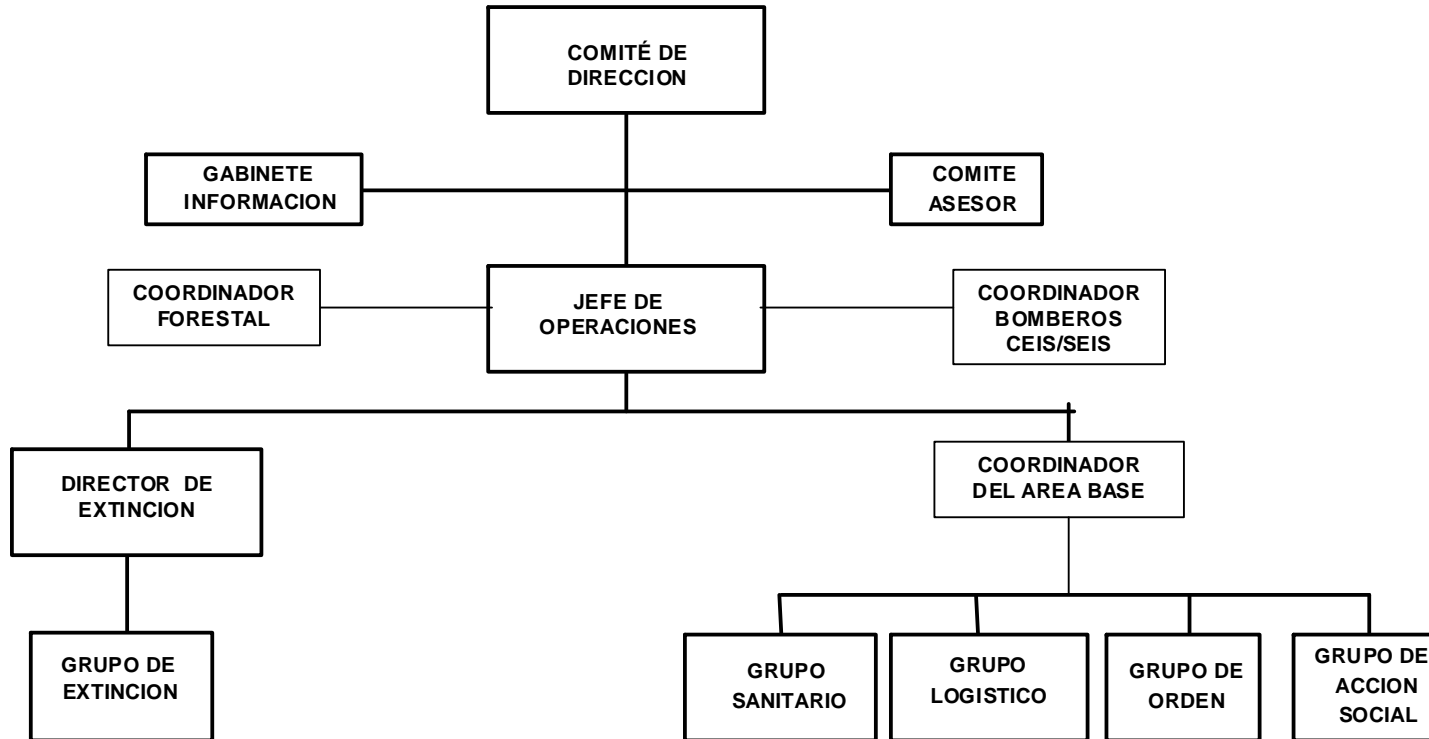 COMITÉ DE
DIRECCION
GABINETE
INFORMACION
COMITE
ASESOR
COORDINADOR
FORESTAL
JEFE DE
OPERACIONES
COORDINADOR
BOMBEROS
CEIS/SEIS
DIRECTOR DE
EXTINCION
COORDINADOR
DEL AREA BASE
GRUPO DE
EXTINCION
GRUPO
SANITARIO
GRUPO
LOGISTICO
GRUPO DE
ORDEN
GRUPO DE
ACCION
SOCIAL